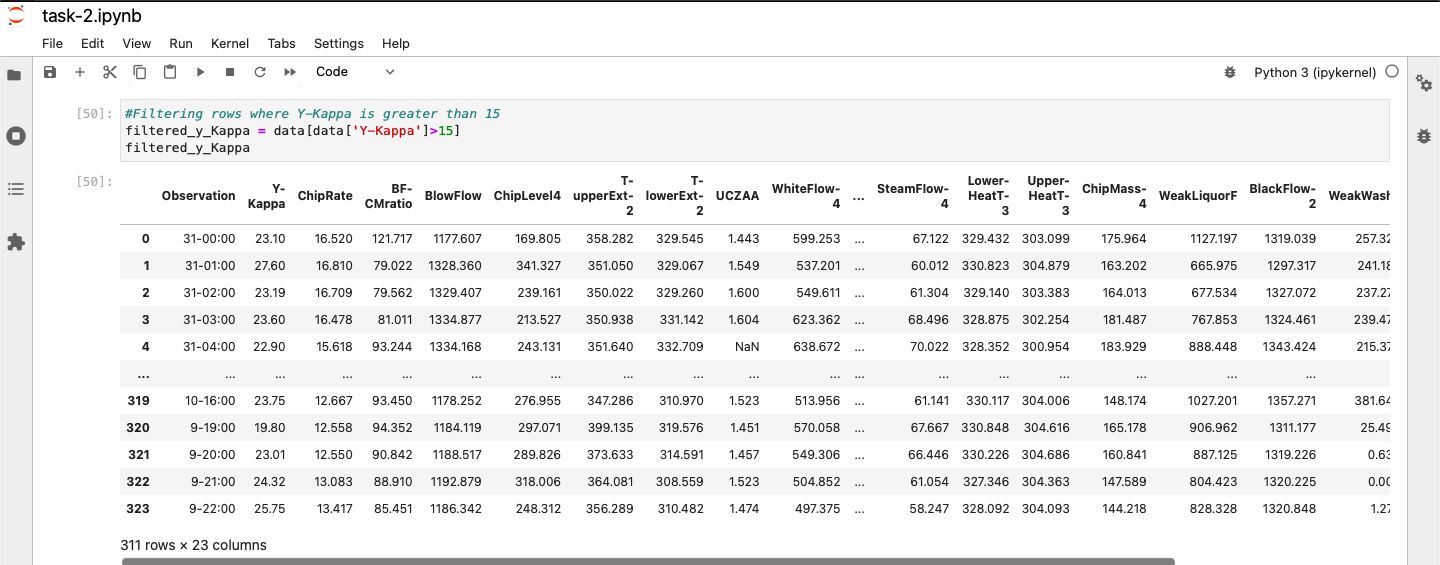 task-2.ipynb
File Edit View Run Kernel Tabs Settings Help
Code Python 3 (ipykernel)
[50]: #Filtering rows where Y-Kappa is greater than 15
filtered_y_Kappa = data[data['Y-Kappa']>15]
filtered_y_Kappa
[50]:
Observation Y-Kappa ChipRate BF-CMratio BlowFlow ChipLevel4 T-upperExt-2 T-lowerExt-2 UCZAA WhiteFlow-4 ... SteamFlow-4 Lower-HeatT-3 Upper-HeatT-3 ChipMass-4 WeakLiquorF BlackFlow-2 WeakWash
0 31-00:00 23.10 16.520 121.717 1177.607 169.805 358.282 329.545 1.443 599.253 ... 67.122 329.432 303.099 175.964 1127.197 1319.039 257.32
1 31-01:00 27.60 16.810 79.022 1328.360 341.327 351.050 329.067 1.549 537.201 ... 60.012 330.823 304.879 163.202 665.975 1297.317 241.18
2 31-02:00 23.19 16.709 79.562 1329.407 239.161 350.022 329.260 1.600 549.611 ... 61.304 329.140 303.383 164.013 677.534 1327.072 237.27
3 31-03:00 23.60 16.478 81.011 1334.877 213.527 350.938 331.142 1.604 623.362 ... 68.496 328.875 302.254 181.487 767.853 1324.461 239.47
4 31-04:00 22.90 15.618 93.244 1334.168 243.131 351.640 332.709 NaN 638.672 ... 70.022 328.352 300.954 183.929 888.448 1343.424 215.37
... ... ... ... ... ... ... ... ... ... ... ... ... ... ... ... ... ...
319 10-16:00 23.75 12.667 93.450 1178.252 276.955 347.286 310.970 1.523 513.956 ... 61.141 330.117 304.006 148.174 1027.201 1357.271 381.64
320 9-19:00 19.80 12.558 94.352 1184.119 297.071 399.135 319.576 1.451 570.058 ... 67.667 330.848 304.616 165.178 906.962 1311.177 25.49
321 9-20:00 23.01 12.550 90.842 1188.517 289.826 373.633 314.591 1.457 549.306 ... 66.446 330.226 304.686 160.841 887.125 1319.226 0.63
322 9-21:00 24.32 13.083 88.910 1192.879 318.006 364.081 308.559 1.523 504.852 ... 61.054 327.346 304.363 147.589 804.423 1320.225 0.00
323 9-22:00 25.75 13.417 85.451 1186.342 248.312 356.289 310.482 1.474 497.375 ... 58.247 328.092 304.093 144.218 828.328 1320.848 1.27
311 rows × 23 columns